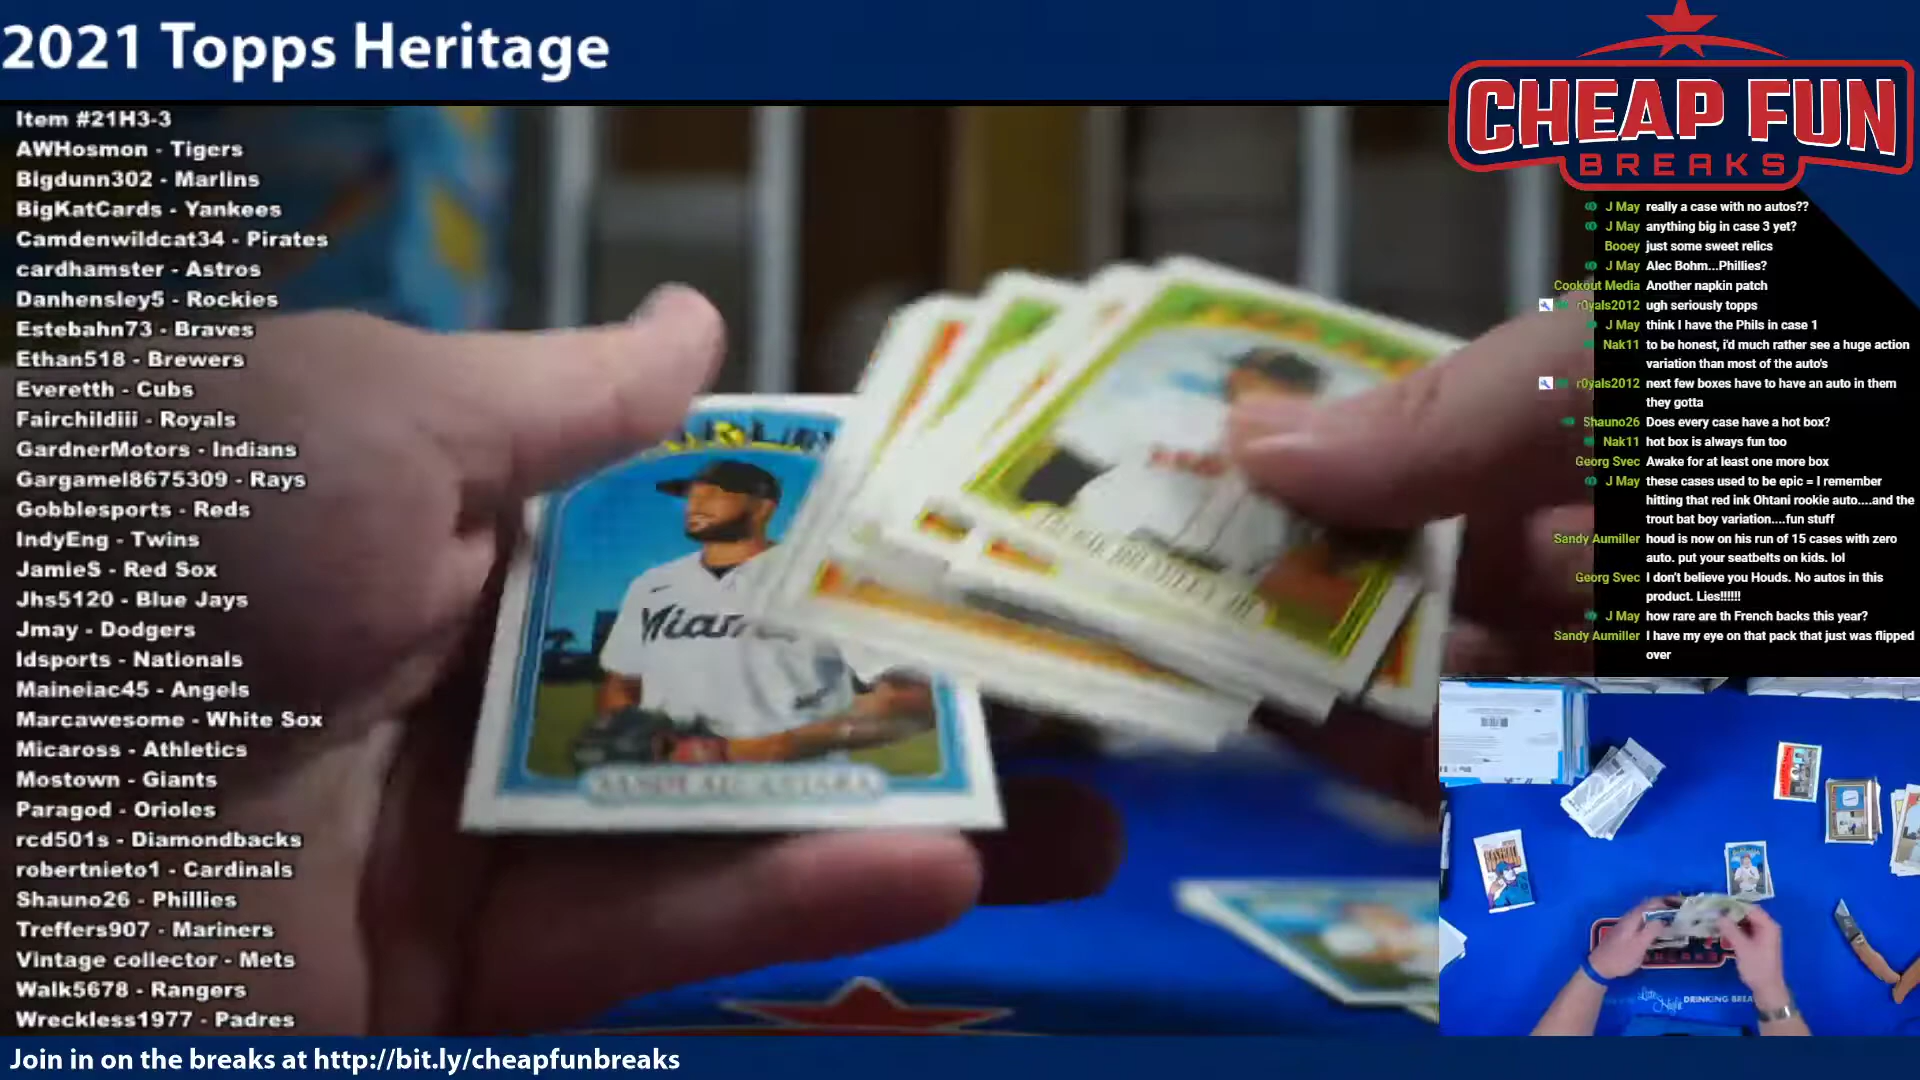 2021 Topps Heritage
CHEAP FUN
BREAKS
Item #21H3-3
AWHosmon - Tigers
Bigdunn302 - Marlins
BigKatCards - Yankees
Camdenwildcat34 - Pirates
cardhamster - Astros
Danhensley5 - Rockies
Estebahn73 - Braves
Ethan518 - Brewers
Everetth - Cubs
Fairchildiii - Royals
GardnerMotors - Indians
Gargamel8675309 - Rays
Gobblesports - Reds
IndyEng - Twins
JamieS - Red Sox
Jhs5120 - Blue Jays
Jmay - Dodgers
Idsports - Nationals
Maineiac45 - Angels
Marcawesome - White Sox
Micaross - Athletics
Mostown - Giants
Paragod - Orioles
rcd501s - Diamondbacks
robertnieto1 - Cardinals
Shauno26 - Phillies
Treffers907 - Mariners
Vintage collector - Mets
Walk5678 - Rangers
Wreckless1977 - Padres
SANDY ALCANTARA
J May really a case with no autos??
J May anything big in case 3 yet?
Booey just some sweet relics
J May Alec Bohm...Phillies?
Cookout Media Another napkin patch
r0yals2012 ugh seriously topps
J May think I have the Phils in case 1
Nak11 to be honest, i'd much rather see a huge action
variation than most of the auto's
r0yals2012 next few boxes have to have an auto in them
they gotta
Shauno26 Does every case have a hot box?
Nak11 hot box is always fun too
Georg Svec Awake for at least one more box
J May these cases used to be epic = I remember
hitting that red ink Ohtani rookie auto....and the
trout bat boy variation....fun stuff
Sandy Aumiller houd is now on his run of 15 cases with zero
auto. put your seatbelts on kids. lol
Georg Svec I don't believe you Houds. No autos in this
product. Lies!!!!!!
J May how rare are th French backs this year?
Sandy Aumiller I have my eye on that pack that just was flipped
over
Join in on the breaks at http://bit.ly/cheapfunbreaks